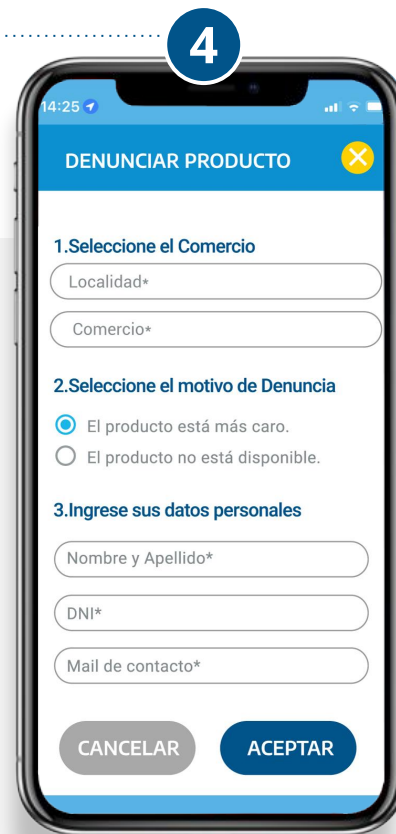 4
14:25
DENUNCIAR PRODUCTO
1.Seleccione el Comercio
Localidad*
Comercio*
2.Seleccione el motivo de Denuncia
El producto está más caro.
El producto no está disponible.
3.Ingrese sus datos personales
Nombre y Apellido*
DNI*
Mail de contacto*
CANCELAR
ACEPTAR